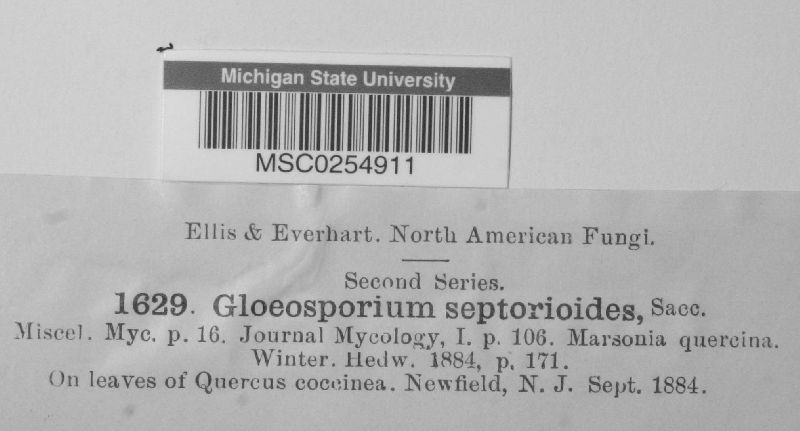 Michigan State University
MSC0254911
Ellis & Everhart. North American Fungi.
Second Series.
1629. Gloeosporium septorioides, Sacc.
Miscel. Myc. p. 16. Journal Mycology, I. p. 106. Marsonia quercina.
Winter. Hedw. 1884, p. 171.
On leaves of Quercus coccinea. Newfield, N. J. Sept. 1884.